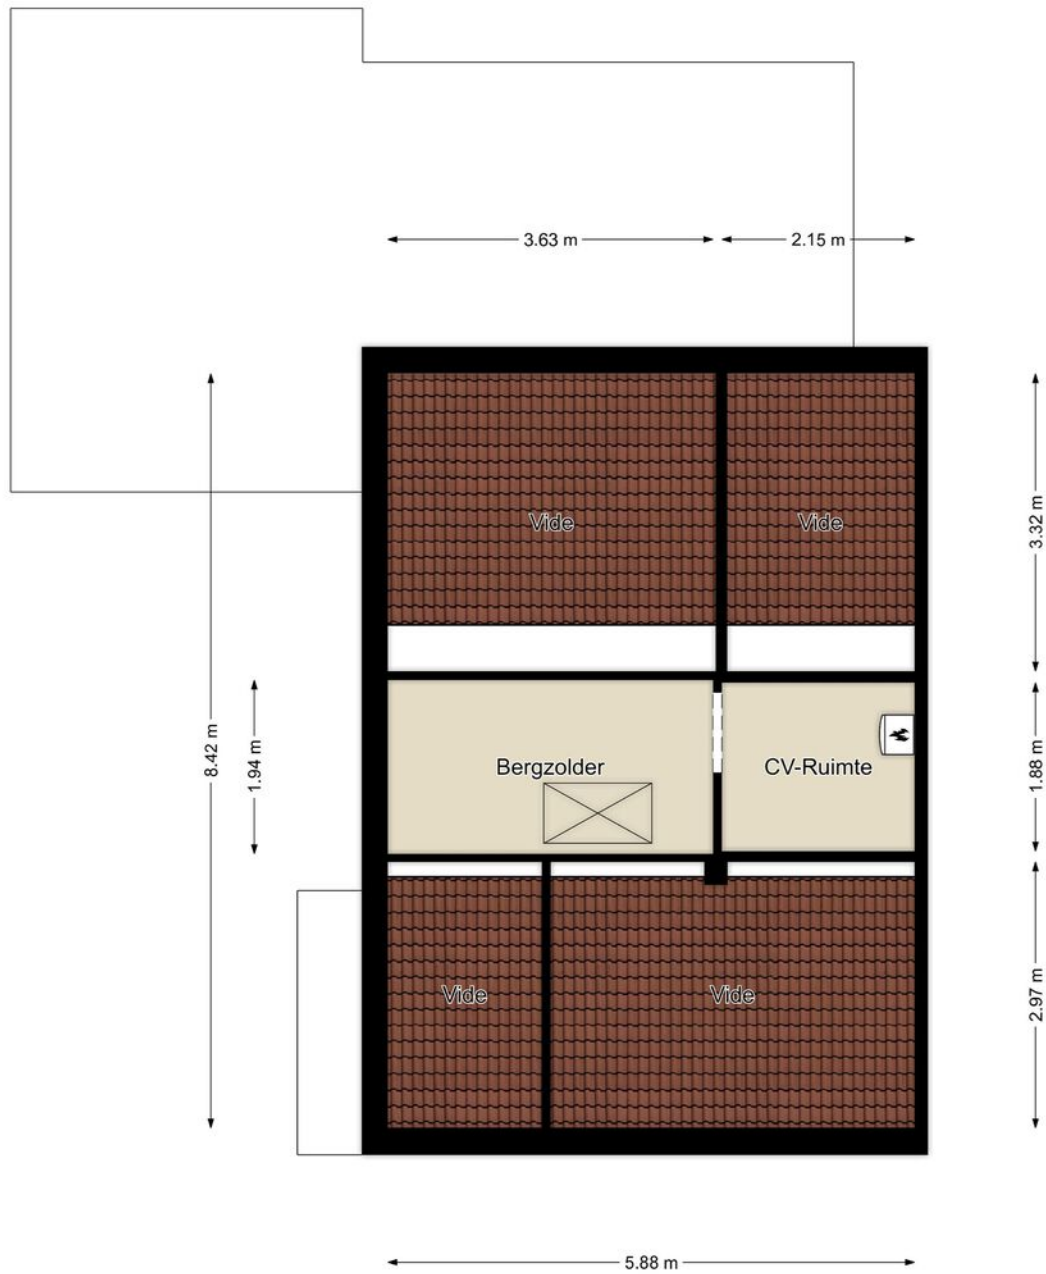 3.63 m
2.15 m
Vide
Vide
3.32 m
8.42 m
1.94 m
Bergzolder
CV-Ruimte
1.88 m
Vide
Vide
2.97 m
5.88 m